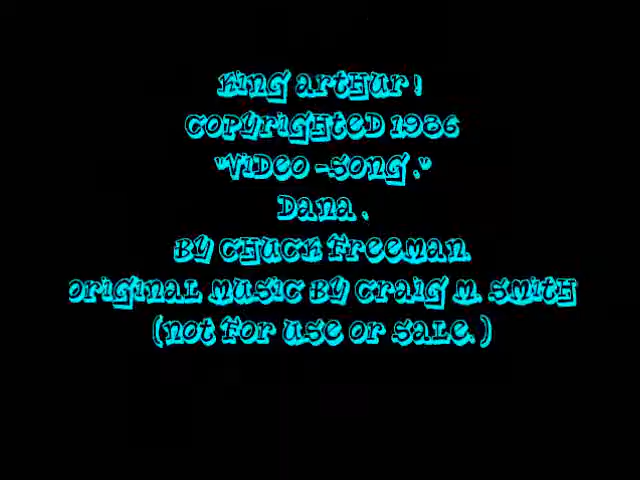 King Arthur !
Copyrighted 1986
"Video -Song ."
Dana .
By Chuck Freeman.
Original Music By Craig M. Smith
(not for use or sale. )